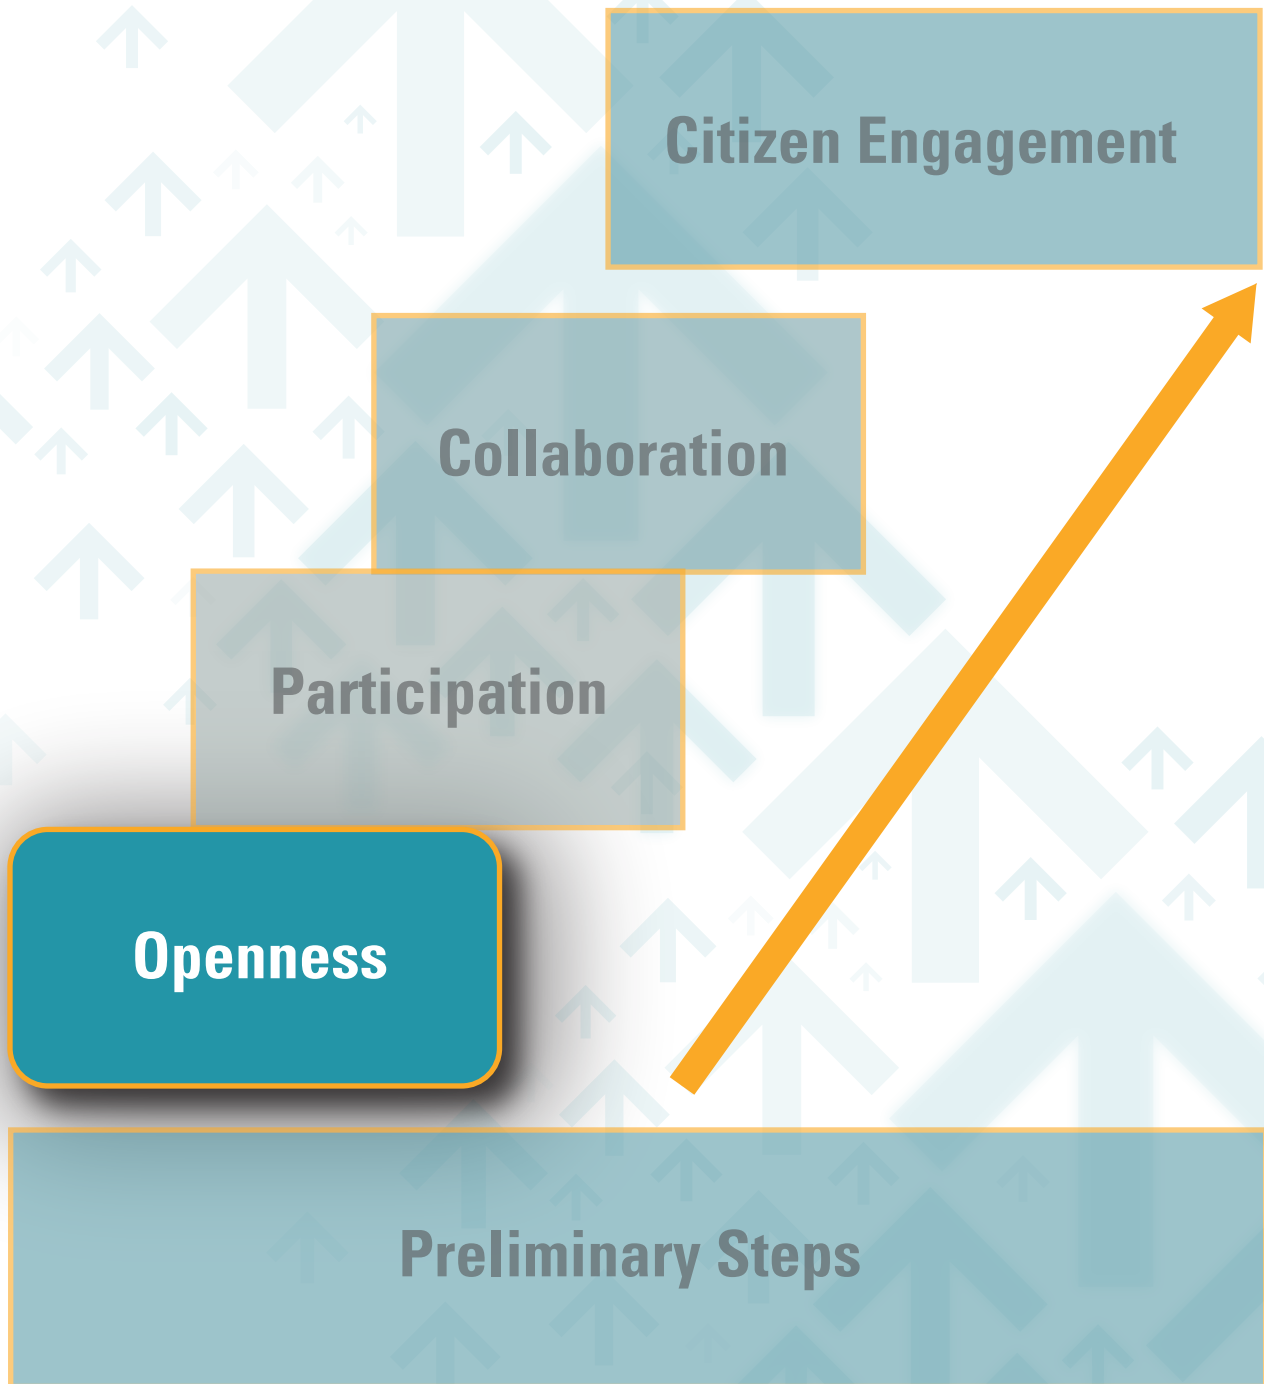 Citizen Engagement
Collaboration
Participation
Openness
Preliminary Steps